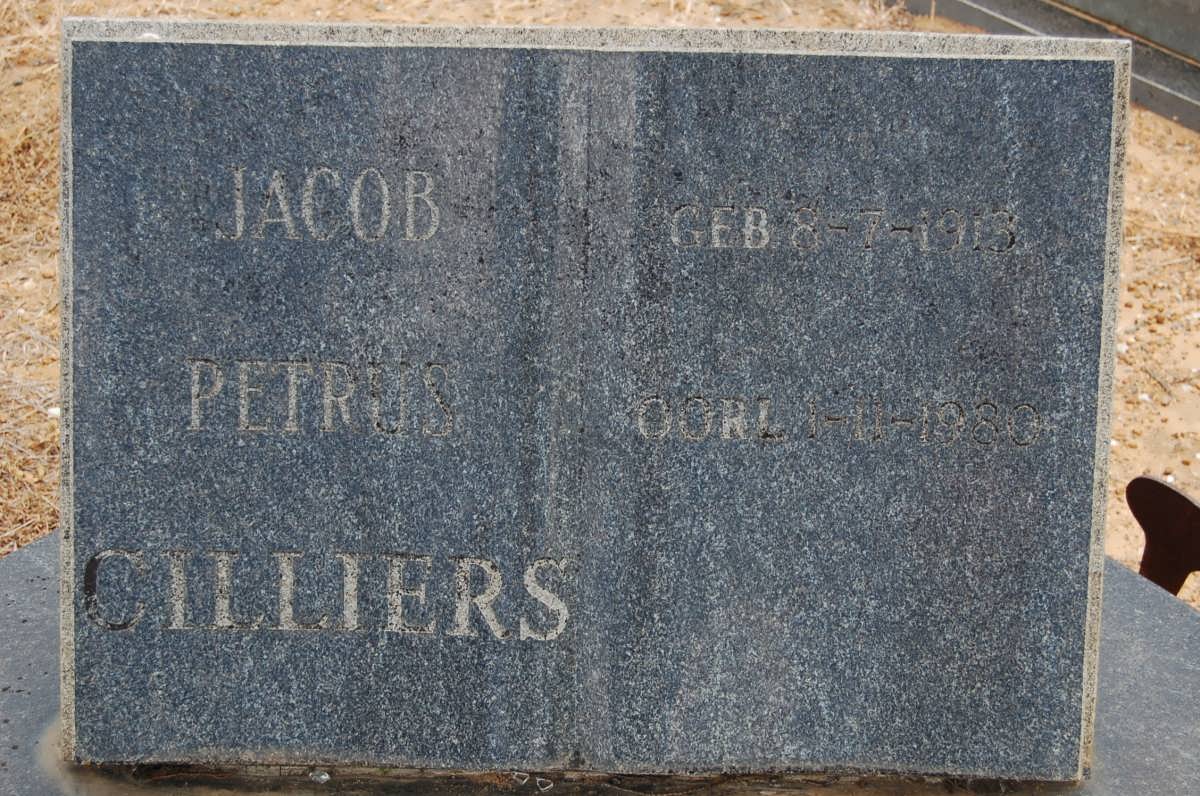 JACOB
PETRUS
CILLIERS
GEB 8-7-1913
OORL 1-11-1980